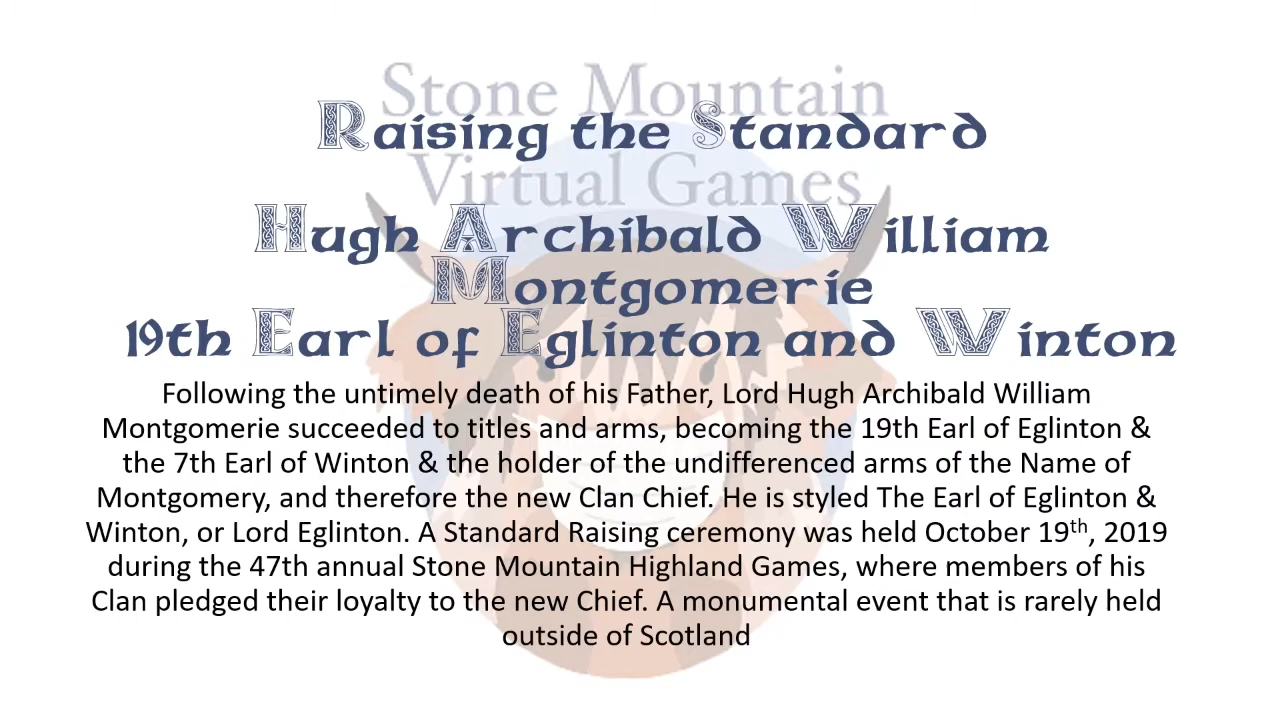 Stone Mountain
Raising the Standard
Virtual Games
Hugh Archibald William
Montgomerie
19th Earl of Eglinton and Winton
Following the untimely death of his Father, Lord Hugh Archibald William
Montgomerie succeeded to titles and arms, becoming the 19th Earl of Eglinton &
the 7th Earl of Winton & the holder of the undifferenced arms of the Name of
Montgomery, and therefore the new Clan Chief. He is styled The Earl of Eglinton &
Winton, or Lord Eglinton. A Standard Raising ceremony was held October 19th, 2019
during the 47th annual Stone Mountain Highland Games, where members of his
Clan pledged their loyalty to the new Chief. A monumental event that is rarely held
outside of Scotland